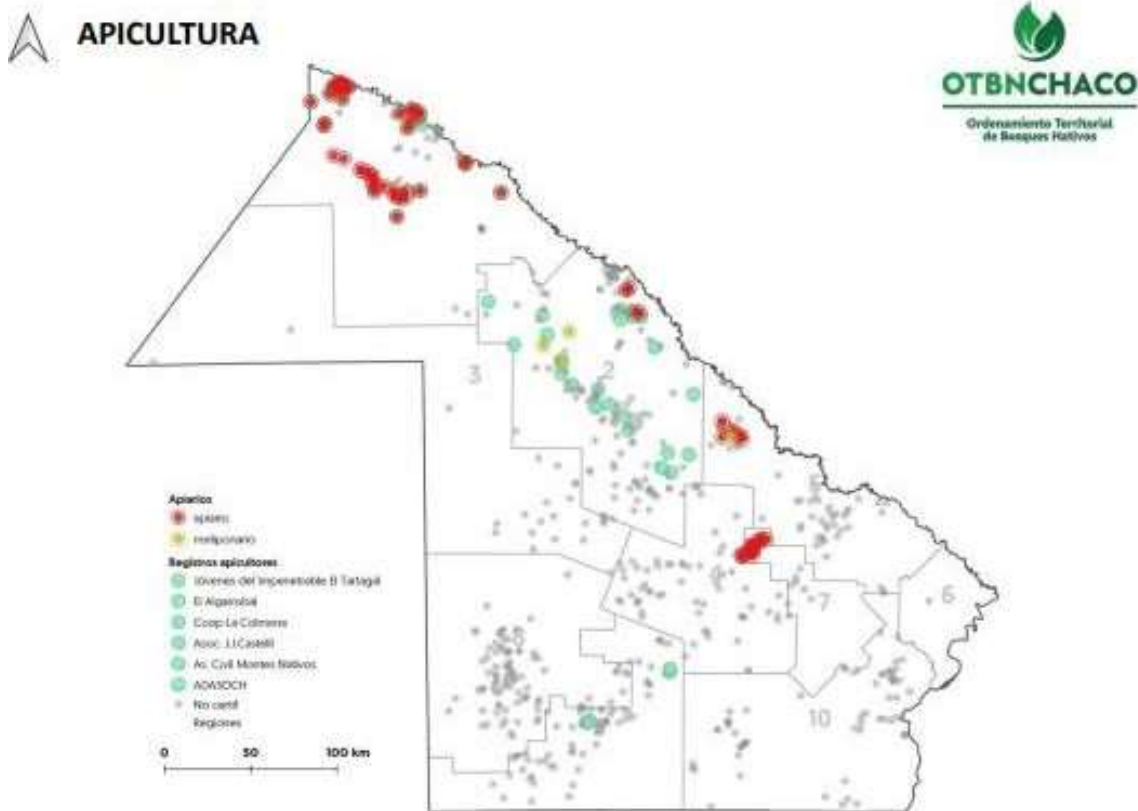 APICULTURA
OTBNCHACO
Ordenamiento Territorial
de Bosques Nativos
3
2
7
6
10
Apiarios
apiario
meliponario
Registros apicultores
Jóvenes del Impenetrable El Tartagal
El Algarrobal
Coop La Colmena
Asoc. J.J.Castelli
As. Civil Montes Nativos
ADASOCH
No certif
Regiones
0 50 100 km